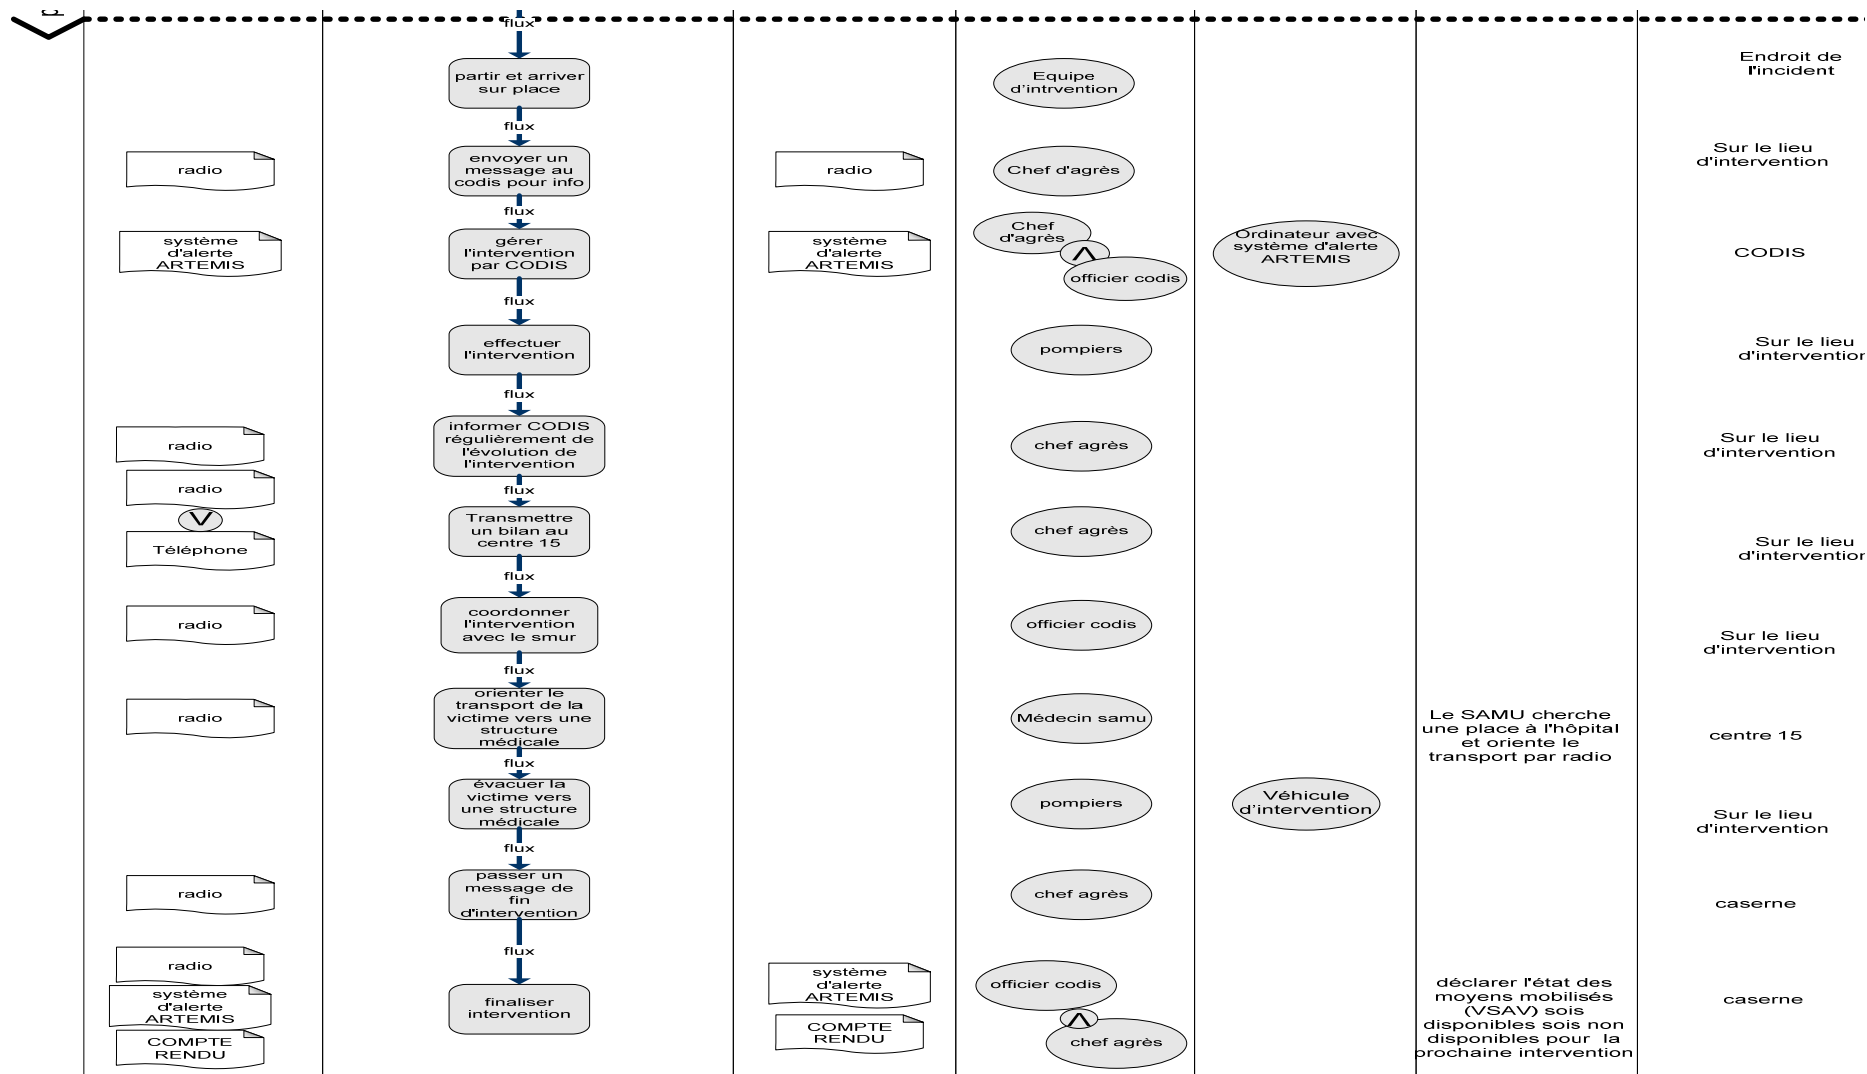 flux
partir et arriver
sur place
Equipe
d'intrvention
Endroit de
l'incident
flux
radio
envoyer un
message au
codis pour info
radio
Chef d'agrès
Sur le lieu
d'intervention
flux
système
d'alerte
ARTEMIS
gérer
l'intervention
par CODIS
système
d'alerte
ARTEMIS
Chef
d'agrès
Λ
officier codis
Ordinateur avec
système d'alerte
ARTEMIS
CODIS
flux
effectuer
l'intervention
pompiers
Sur le lieu
d'intervention
flux
radio
informer CODIS
régulièrement de
l'évolution de
l'intervention
chef agrès
Sur le lieu
d'intervention
flux
radio
V
Téléphone
Transmettre
un bilan au
centre 15
chef agrès
Sur le lieu
d'intervention
flux
radio
coordonner
l'intervention
avec le smur
officier codis
Sur le lieu
d'intervention
flux
radio
orienter le
transport de la
victime vers une
structure
médicale
Médecin samu
Le SAMU cherche
une place à l'hôpital
et oriente le
transport par radio
centre 15
flux
évacuer la
victime vers
une structure
médicale
pompiers
Véhicule
d'intervention
Sur le lieu
d'intervention
flux
radio
passer un
message de
fin
d'intervention
chef agrès
caserne
flux
radio
système
d'alerte
ARTEMIS
COMPTE
RENDU
finaliser
intervention
système
d'alerte
ARTEMIS
COMPTE
RENDU
officier codis
Λ
chef agrès
déclarer l'état des
moyens mobilisés
(VSAV) sois
disponibles sois non
disponibles pour la
prochaine intervention
caserne